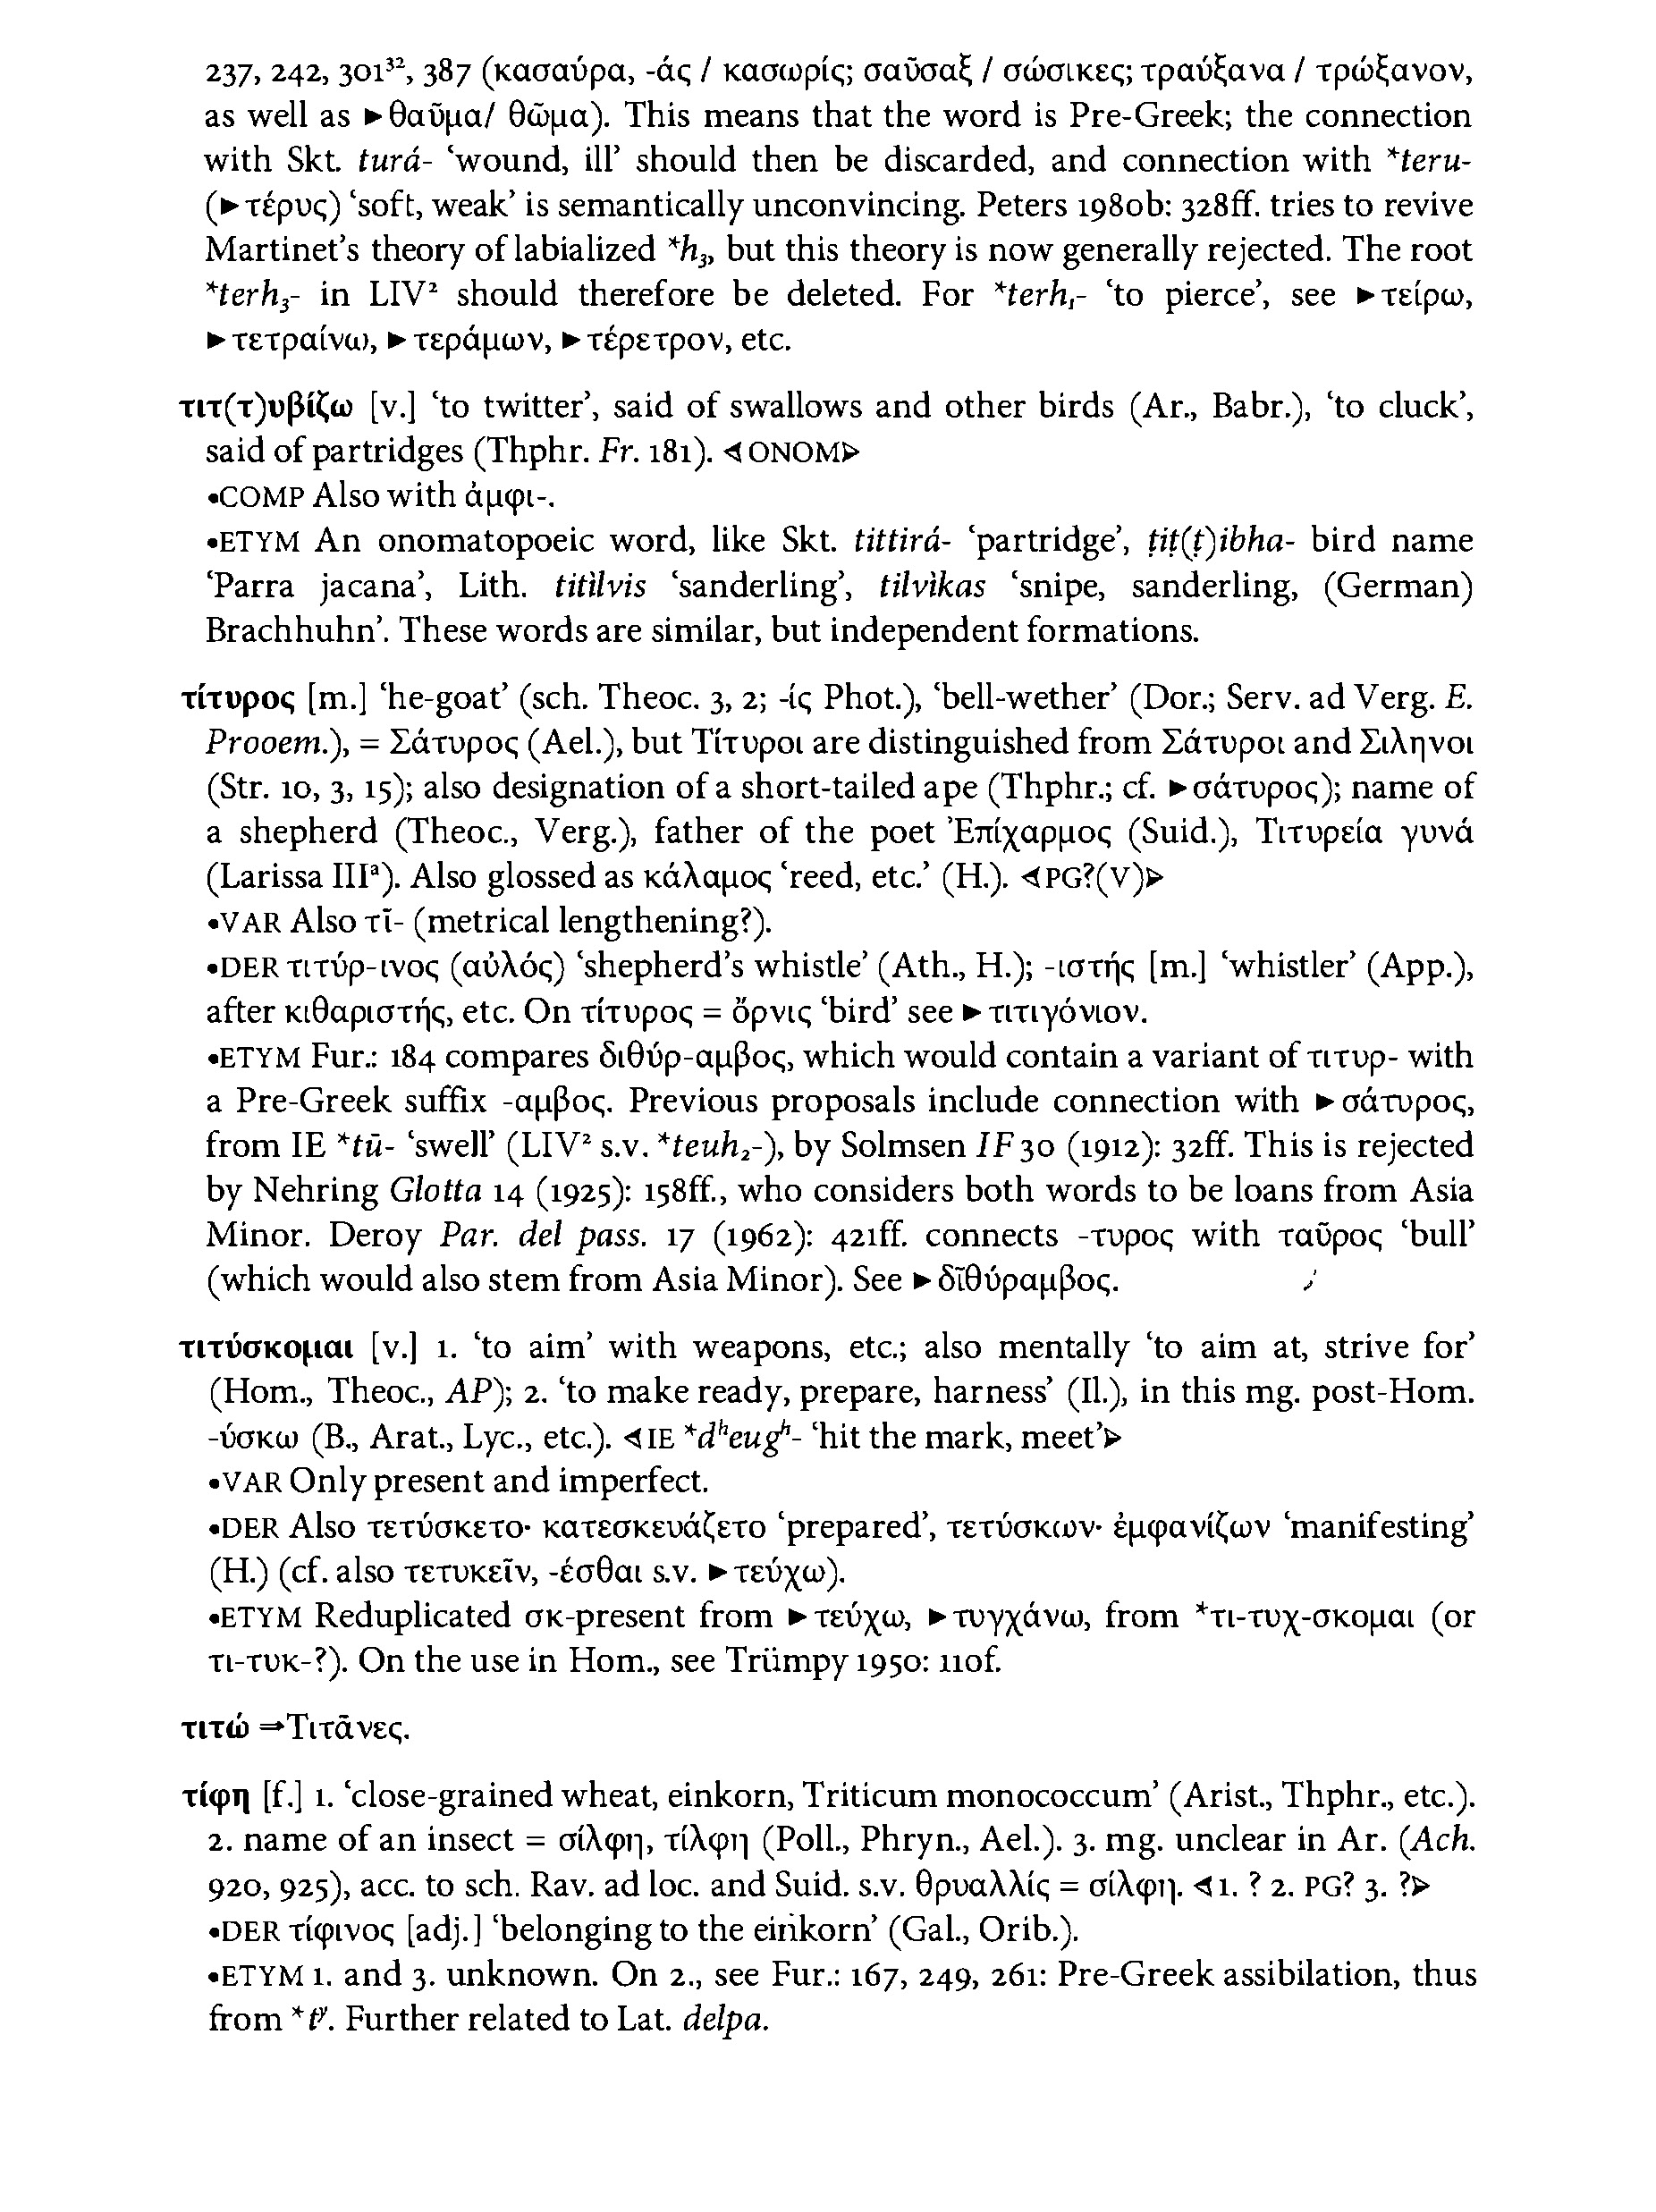 237, 242, 301³², 387 (κασαύρα, -άς / κασωρίς; σαῦσαξ / σώσικες; τραύξανα / τρώξανον,
as well as ►θαῦμα/ θῶμα). This means that the word is Pre-Greek; the connection
with Skt. turá- ‘wound, ill’ should then be discarded, and connection with *teru-
(►τέρυς) ‘soft, weak’ is semantically unconvincing. Peters 1980b: 328ff. tries to revive
Martinet’s theory of labialized *h₃, but this theory is now generally rejected. The root
*terh₃- in LIV² should therefore be deleted. For *terh₁- ‘to pierce’, see ►τείρω,
►τετραίνω, ►τεράμων, ►τέρετρον, etc.
τιτ(τ)υβίζω [v.] ‘to twitter’, said of swallows and other birds (Ar., Babr.), ‘to cluck’,
said of partridges (Thphr. Fr. 181). ⊲ONOM⊳
•COMP Also with ἀμφι-.
•ETYM An onomatopoeic word, like Skt. tittirá- ‘partridge’, ṭiṭ(ṭ)ibha- bird name
‘Parra jacana’, Lith. titìlvis ‘sanderling’, tilvìkas ‘snipe, sanderling, (German)
Brachhuhn’. These words are similar, but independent formations.
τίτυρος [m.] ‘he-goat’ (sch. Theoc. 3, 2; -ίς Phot.), ‘bell-wether’ (Dor.; Serv. ad Verg. E.
Prooem.), = Σάτυρος (Ael.), but Τίτυροι are distinguished from Σάτυροι and Σιληνοι
(Str. 10, 3, 15); also designation of a short-tailed ape (Thphr.; cf. ►σάτυρος); name of
a shepherd (Theoc., Verg.), father of the poet Ἐπίχαρμος (Suid.), Τιτυρεία γυνά
(Larissa IIIᵃ). Also glossed as κάλαμος ‘reed, etc.’ (H.). ⊲PG?(V)⊳
•VAR Also τῑ- (metrical lengthening?).
•DER τιτύρ-ινος (αὐλός) ‘shepherd’s whistle’ (Ath., H.); -ιστής [m.] ‘whistler’ (App.),
after κιθαριστής, etc. On τίτυρος = ὄρνις ‘bird’ see ►τιτιγόνιον.
•ETYM Fur.: 184 compares διθύρ-αμβος, which would contain a variant of τιτυρ- with
a Pre-Greek suffix -αμβος. Previous proposals include connection with ►σάτυρος,
from IE *tū- ‘swell’ (LIV² s.v. *teuh₂-), by Solmsen IF 30 (1912): 32ff. This is rejected
by Nehring Glotta 14 (1925): 158ff., who considers both words to be loans from Asia
Minor. Deroy Par. del pass. 17 (1962): 421ff. connects -τυρος with ταῦρος ‘bull’
(which would also stem from Asia Minor). See ►δῑθύραμβος.
τιτύσκομαι [v.] 1. ‘to aim’ with weapons, etc.; also mentally ‘to aim at, strive for’
(Hom., Theoc., AP); 2. ‘to make ready, prepare, harness’ (Il.), in this mg. post-Hom.
-ύσκω (B., Arat., Lyc., etc.). ⊲IE *dʰeugʰ- ‘hit the mark, meet’⊳
•VAR Only present and imperfect.
•DER Also τετύσκετο· κατεσκευάζετο ‘prepared’, τετύσκων· ἐμφανίζων ‘manifesting’
(H.) (cf. also τετυκεῖν, -έσθαι s.v. ►τεύχω).
•ETYM Reduplicated σκ-present from ►τεύχω, ►τυγχάνω, from *τι-τυχ-σκομαι (or
τι-τυκ-?). On the use in Hom., see Trümpy 1950: 110f.
τιτώ ⇒Τιτᾶνες.
τίφη [f.] 1. ‘close-grained wheat, einkorn, Triticum monococcum’ (Arist., Thphr., etc.).
2. name of an insect = σίλφη, τίλφη (Poll., Phryn., Ael.). 3. mg. unclear in Ar. (Ach.
920, 925), acc. to sch. Rav. ad loc. and Suid. s.v. θρυαλλίς = σίλφη. ⊲1. ? 2. PG? 3. ?⊳
•DER τίφινος [adj.] ‘belonging to the einkorn’ (Gal., Orib.).
•ETYM 1. and 3. unknown. On 2., see Fur.: 167, 249, 261: Pre-Greek assibilation, thus
from *tʸ. Further related to Lat. delpa.